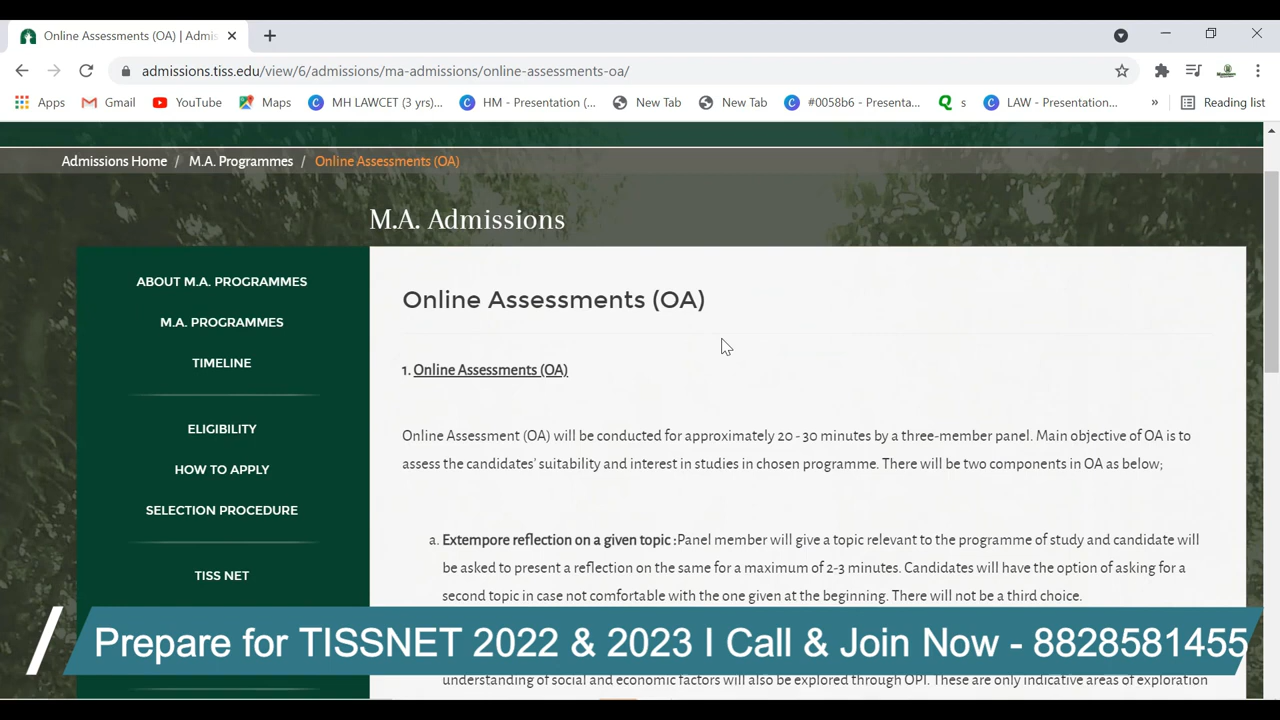 Online Assessments (OA) | Admis
admissions.tiss.edu/view/6/admissions/ma-admissions/online-assessments-oa/
Apps Gmail YouTube Maps MH LAWCET (3 yr)... HM - Presentation (... New Tab New Tab #0058b6 - Presenta... s LAW - Presentation... » Reading list
Admissions Home / M.A. Programmes / Online Assessments (OA)
M.A. Admissions
ABOUT M.A. PROGRAMMES
M.A. PROGRAMMES
TIMELINE
ELIGIBILITY
HOW TO APPLY
SELECTION PROCEDURE
TISS NET
Online Assessments (OA)
1. Online Assessments (OA)
Online Assessment (OA) will be conducted for approximately 20 - 30 minutes by a three-member panel. Main objective of OA is to
assess the candidates' suitability and interest in studies in chosen programme. There will be two components in OA as below;
a. Extempore reflection on a given topic :Panel member will give a topic relevant to the programme of study and candidate will
be asked to present a reflection on the same for a maximum of 2-3 minutes. Candidates will have the option of asking for a
second topic in case not comfortable with the one given at the beginning. There will not be a third choice.
Prepare for TISSNET 2022 & 2023 I Call & Join Now - 8828581455
understanding of social and economic factors will also be explored through OPI. These are only indicative areas of exploration